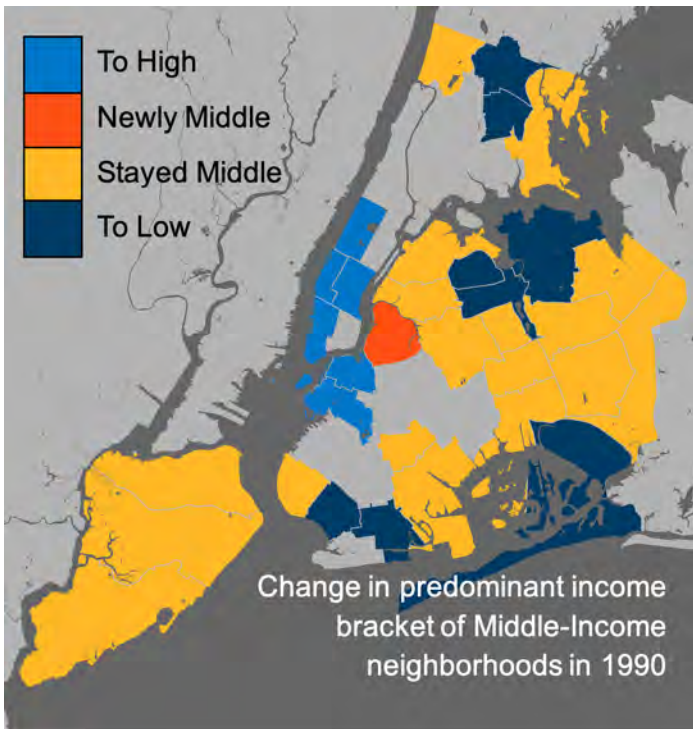 To High
Newly Middle
Stayed Middle
To Low
Change in predominant income
bracket of Middle-Income
neighborhoods in 1990